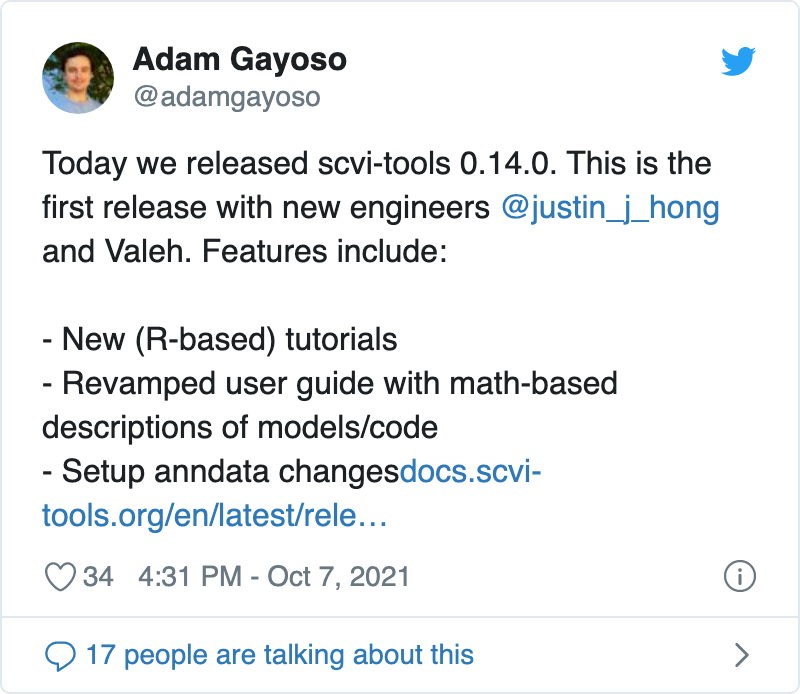 Adam Gayoso
@adamgayoso
Today we released scvi-tools 0.14.0. This is the
first release with new engineers @justin_j_hong
and Valeh. Features include:
- New (R-based) tutorials
- Revamped user guide with math-based
descriptions of models/code
- Setup anndata changesdocs.scvi-
tools.org/en/latest/rele…
34 4:31 PM - Oct 7, 2021
17 people are talking about this